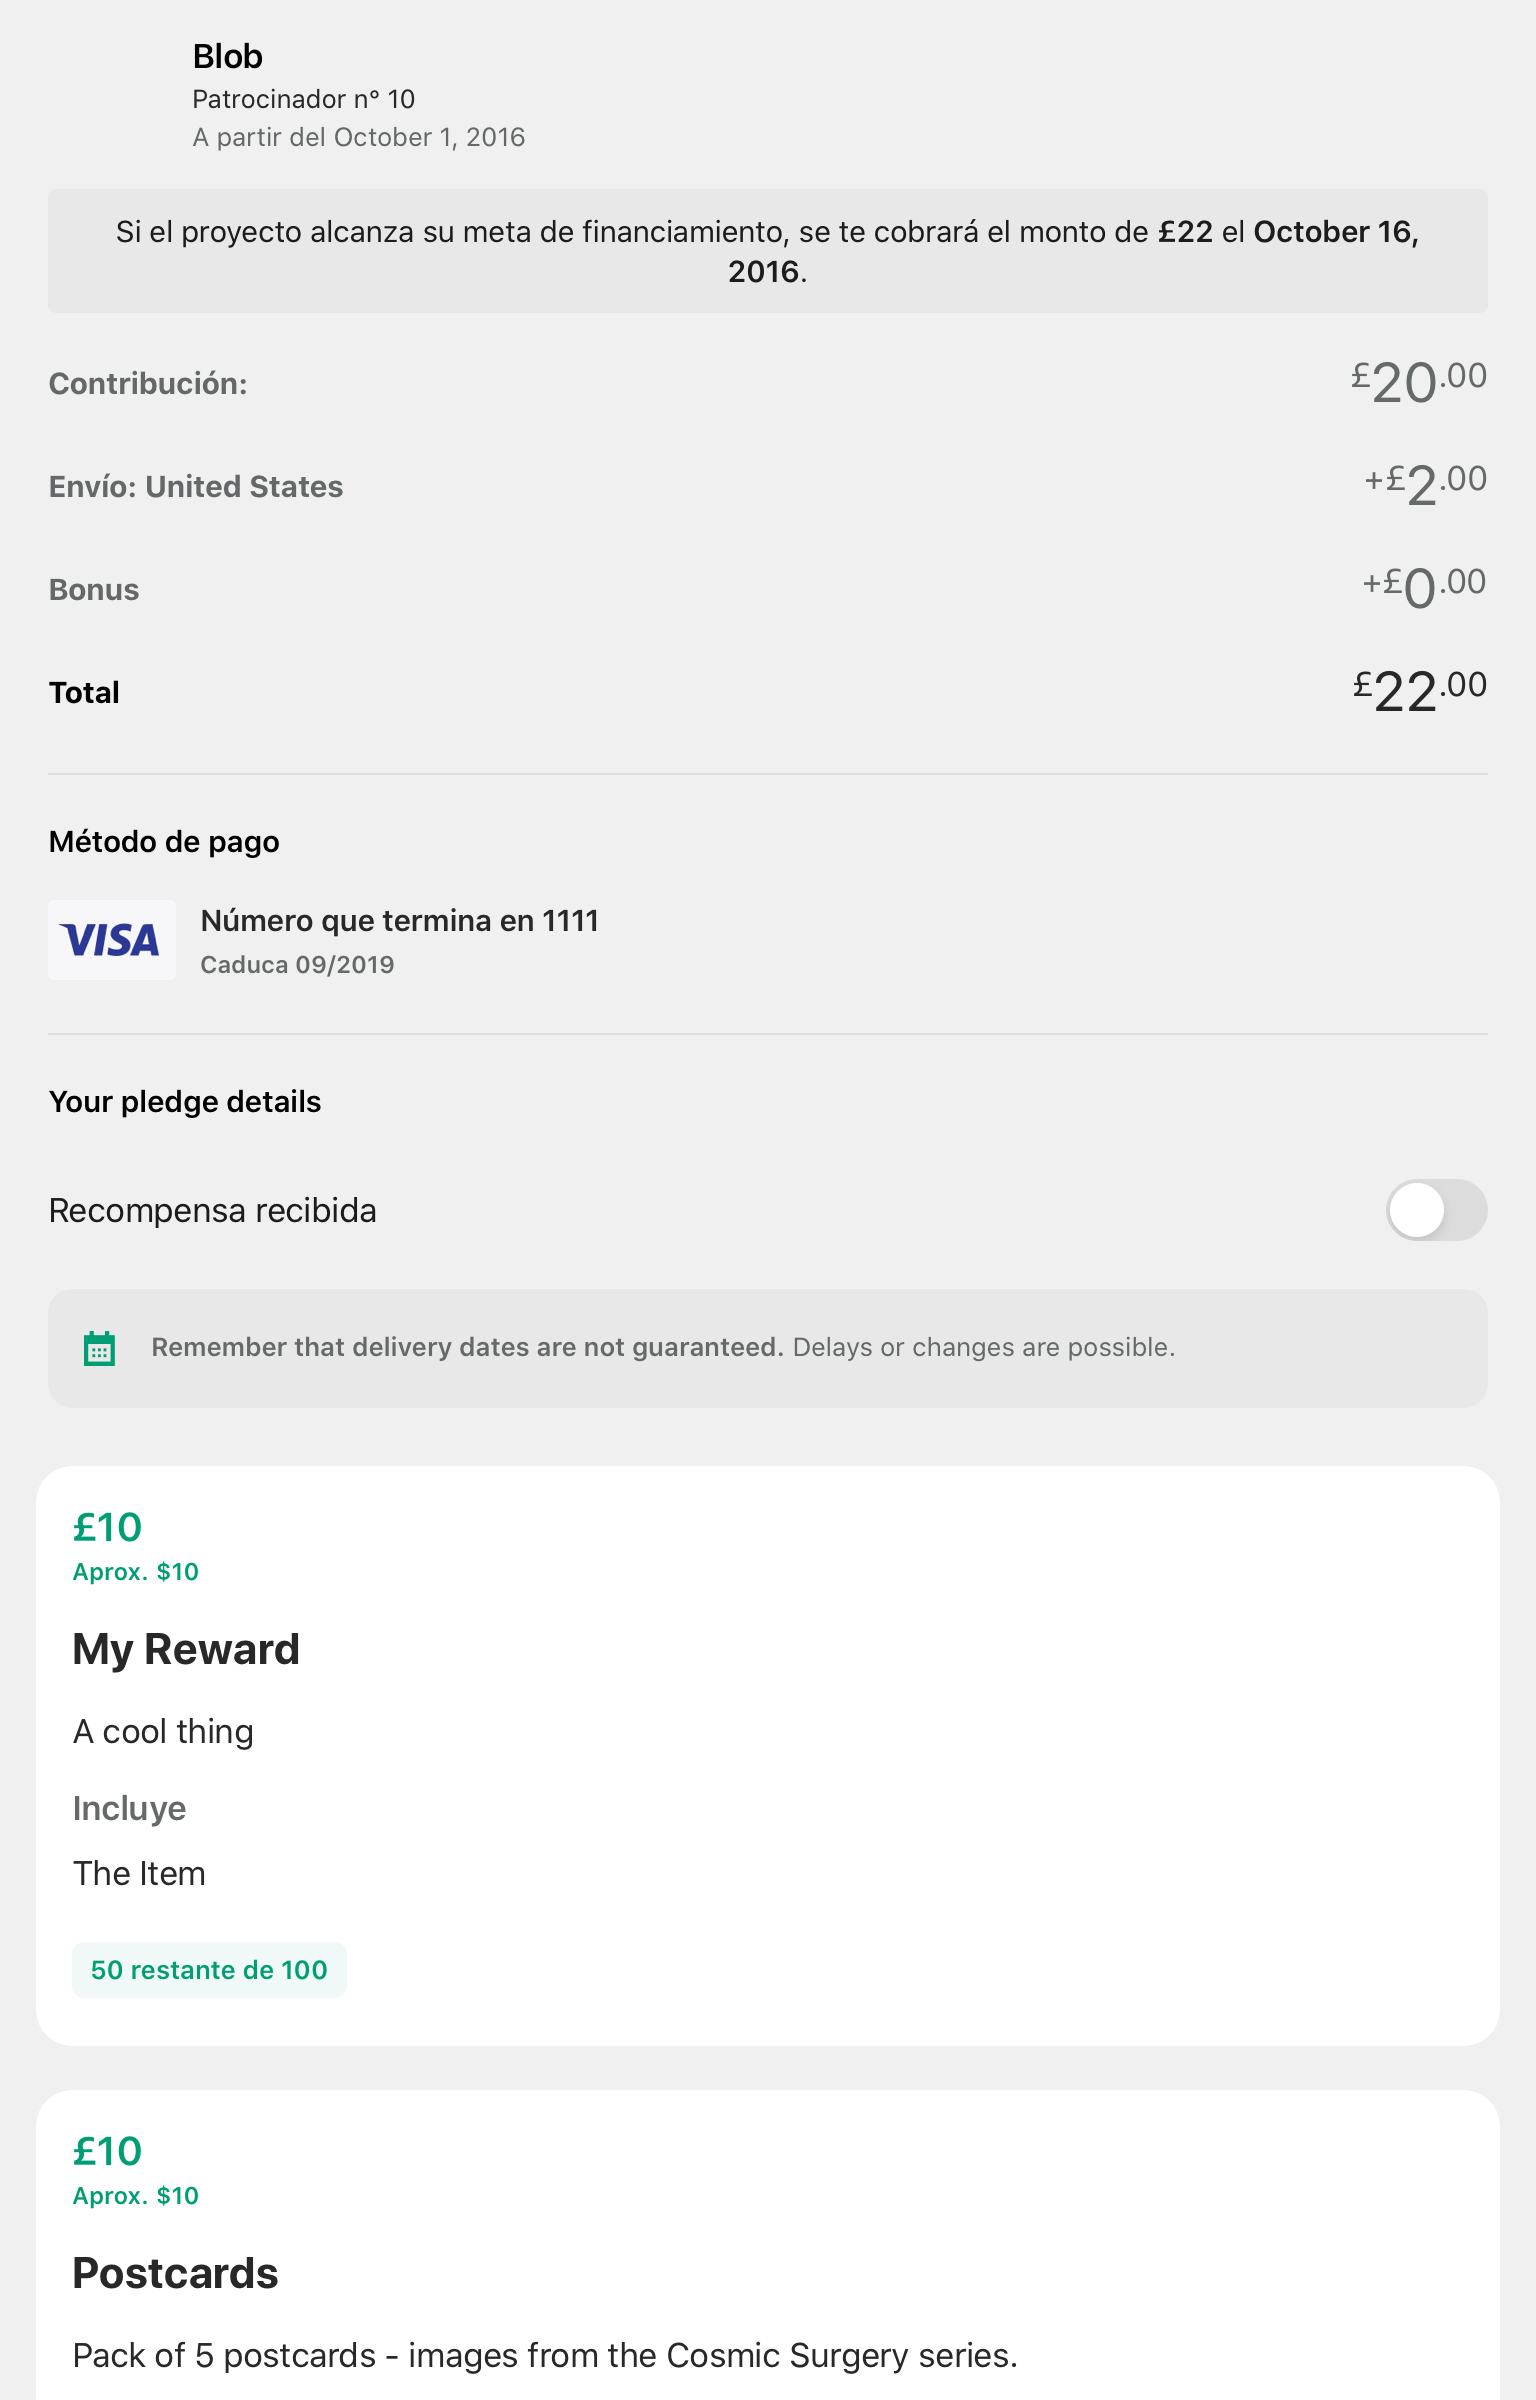 Blob
Patrocinador n° 10
A partir del October 1, 2016
Si el proyecto alcanza su meta de financiamiento, se te cobrará el monto de £22 el October 16,
2016.
Contribución: £20.00
Envío: United States +£2.00
Bonus +£0.00
Total £22.00
Método de pago
VISA
Número que termina en 1111
Caduca 09/2019
Your pledge details
Recompensa recibida
Remember that delivery dates are not guaranteed. Delays or changes are possible.
£10
Aprox. $10
My Reward
A cool thing
Incluye
The Item
50 restante de 100
£10
Aprox. $10
Postcards
Pack of 5 postcards - images from the Cosmic Surgery series.